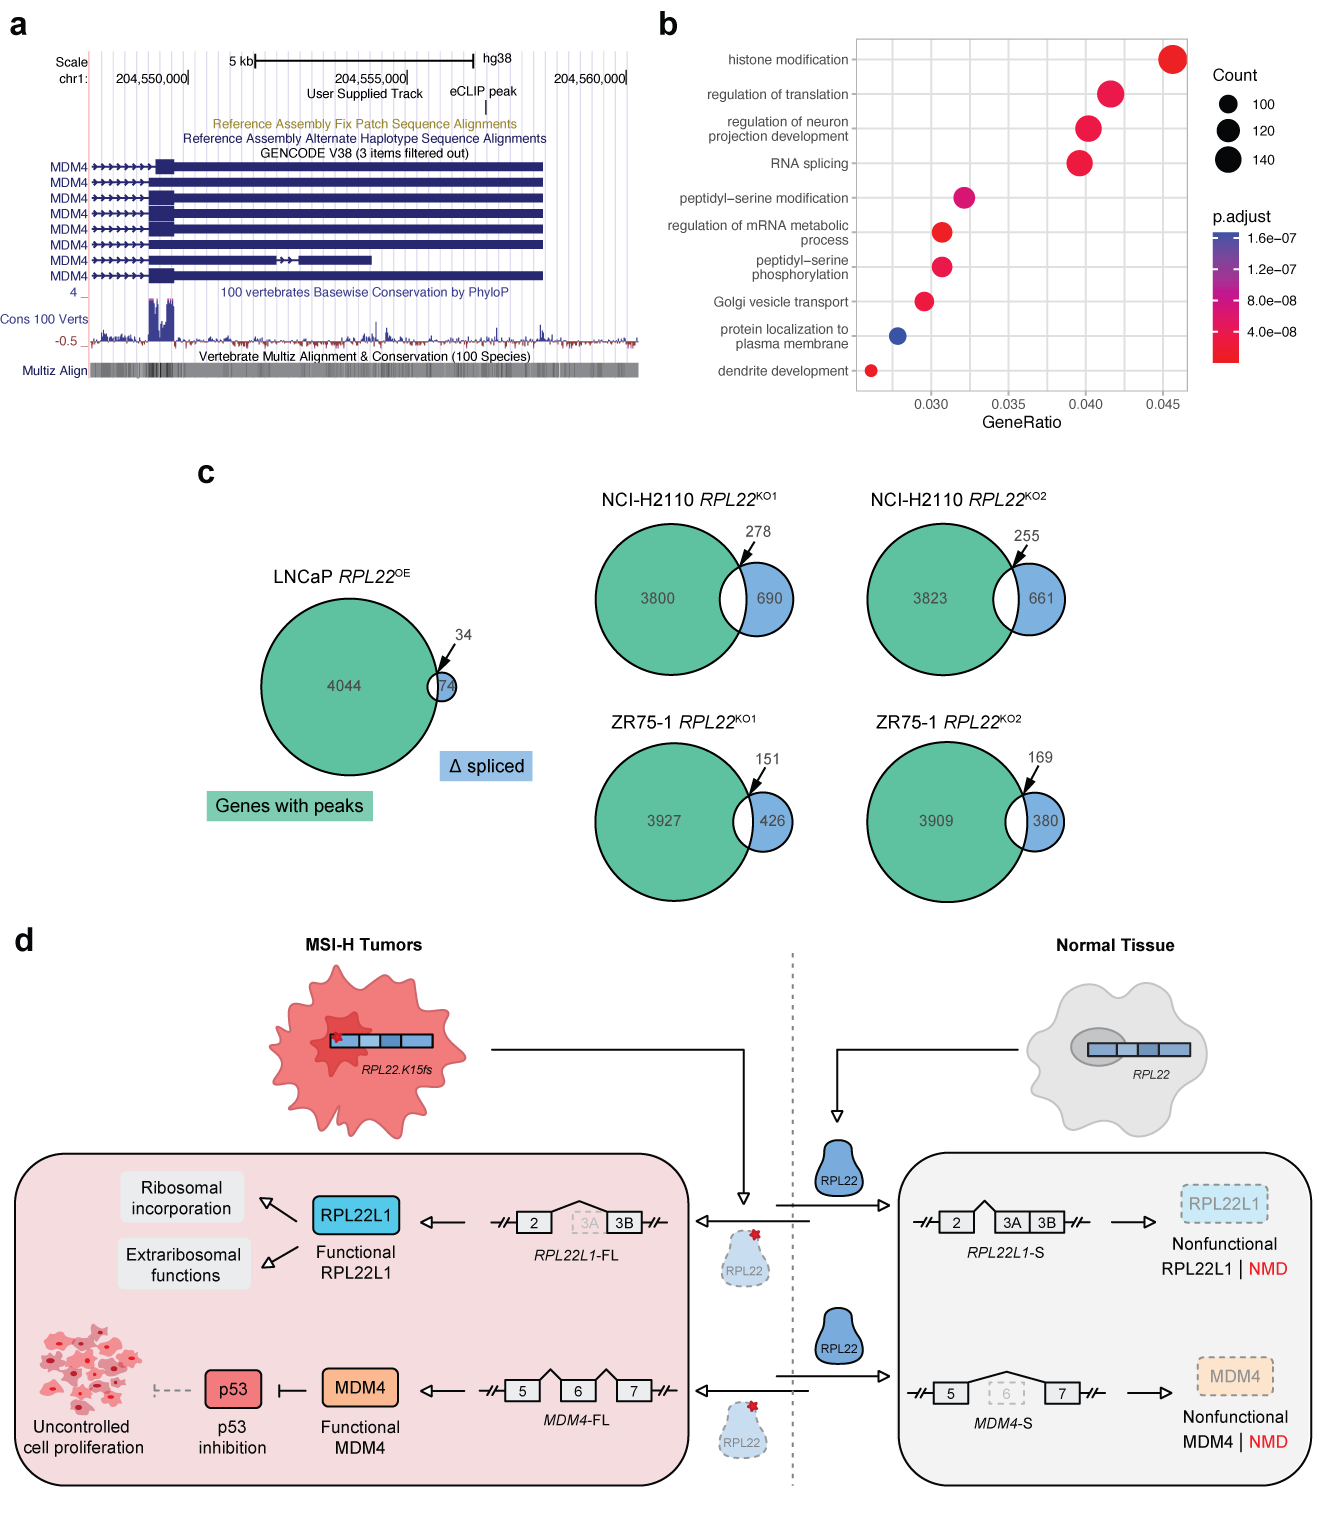 a
Scale
5 kb
hg38
chr1:
204,550,000
204,555,000
204,560,000
User Supplied Track
eCLIP peak
Reference Assembly Fix Patch Sequence Alignments
Reference Assembly Alternate Haplotype Sequence Alignments
GENCODE V38 (3 items filtered out)
MDM4
MDM4
MDM4
MDM4
MDM4
MDM4
MDM4
MDM4
4
100 vertebrates Basewise Conservation by PhyloP
Cons 100 Verts
-0.5
Vertebrate Multiz Alignment & Conservation (100 Species)
Multiz Align
b
histone modification
regulation of translation
regulation of neuron
projection development
RNA splicing
peptidyl−serine modification
regulation of mRNA metabolic
process
peptidyl−serine
phosphorylation
Golgi vesicle transport
protein localization to
plasma membrane
dendrite development
0.030
0.035
0.040
0.045
GeneRatio
Count
100
120
140
p.adjust
1.6e−07
1.2e−07
8.0e−08
4.0e−08
c
LNCaP RPL22OE
34
4044
74
Δ spliced
Genes with peaks
NCI-H2110 RPL22KO1
278
3800
690
NCI-H2110 RPL22KO2
255
3823
661
ZR75-1 RPL22KO1
151
3927
426
ZR75-1 RPL22KO2
169
3909
380
d
MSI-H Tumors
Normal Tissue
RPL22.K15fs
RPL22
RPL22
Ribosomal
incorporation
Extraribosomal
functions
RPL22L1
Functional
RPL22L1
2
3A
3B
RPL22L1-FL
RPL22
2
3A
3B
RPL22L1-S
RPL22L1
Nonfunctional
RPL22L1 | NMD
RPL22
Uncontrolled
cell proliferation
p53
p53
inhibition
MDM4
Functional
MDM4
5
6
7
MDM4-FL
RPL22
5
6
7
MDM4-S
MDM4
Nonfunctional
MDM4 | NMD